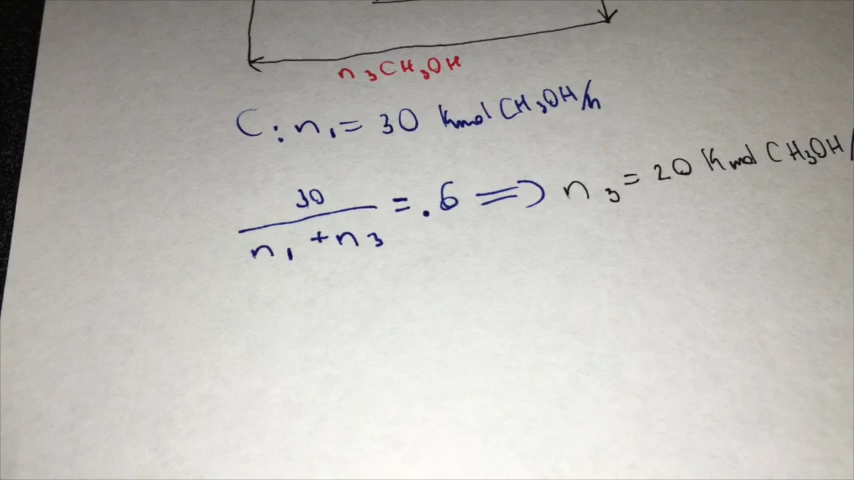 n₃CH₃OH
C: n₁ = 30 Kmol CH₃OH/h
30 / (n₁ + n₃) = .6 ⟹ n₃ = 20 Kmol CH₃OH/